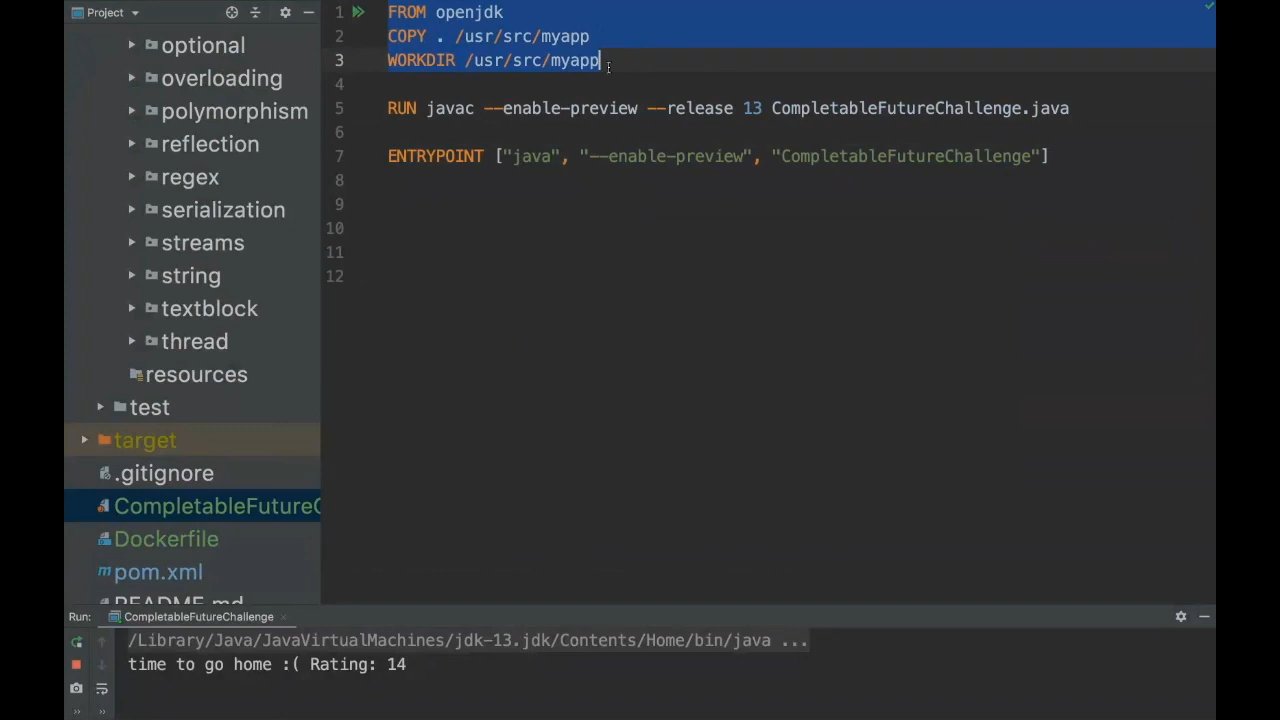 Project
optional
overloading
polymorphism
reflection
regex
serialization
streams
string
textblock
thread
resources
test
target
.gitignore
CompletableFutureC
Dockerfile
pom.xml
README.md
1 FROM openjdk
2 COPY . /usr/src/myapp
3 WORKDIR /usr/src/myapp
4
5 RUN javac --enable-preview --release 13 CompletableFutureChallenge.java
6
7 ENTRYPOINT ["java", "--enable-preview", "CompletableFutureChallenge"]
8
9
10
11
12
Run: CompletableFutureChallenge
/Library/Java/JavaVirtualMachines/jdk-13.jdk/Contents/Home/bin/java ...
time to go home :( Rating: 14